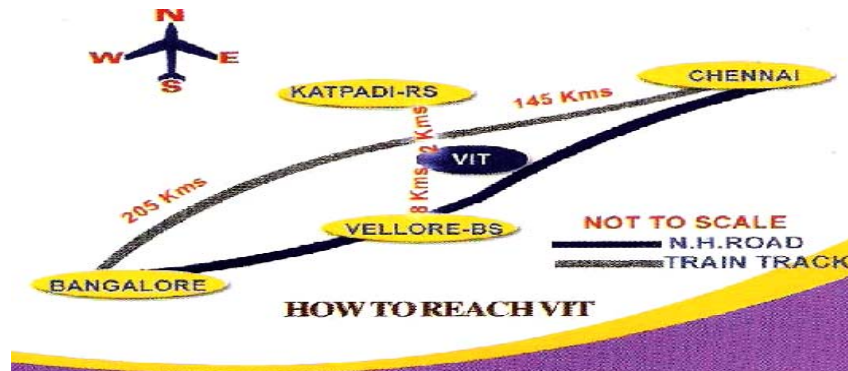 N
W E
S
KATPADI-RS
CHENNAI
145 Kms
2 Kms
VIT
205 Kms
8 Kms
VELLORE-BS
NOT TO SCALE
N.H.ROAD
TRAIN TRACK
BANGALORE
HOW TO REACH VIT